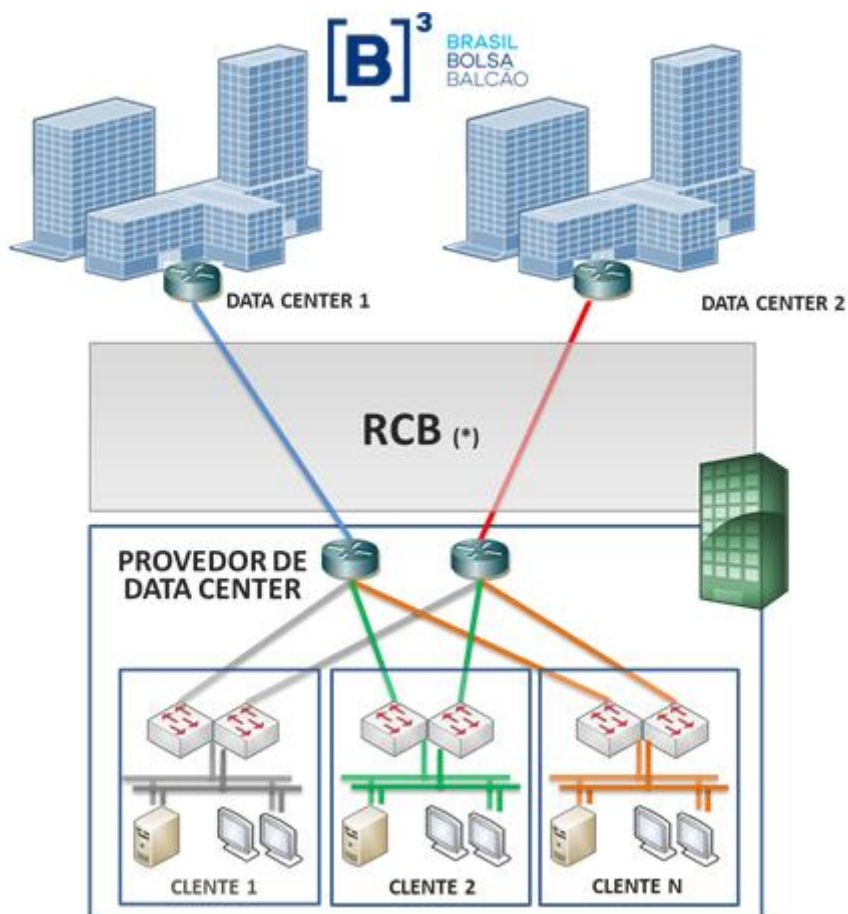 [B]³
BRASIL
BOLSA
BALCÃO
DATA CENTER 1
DATA CENTER 2
RCB (*)
PROVEDOR DE
DATA CENTER
CLENTE 1
CLENTE 2
CLENTE N